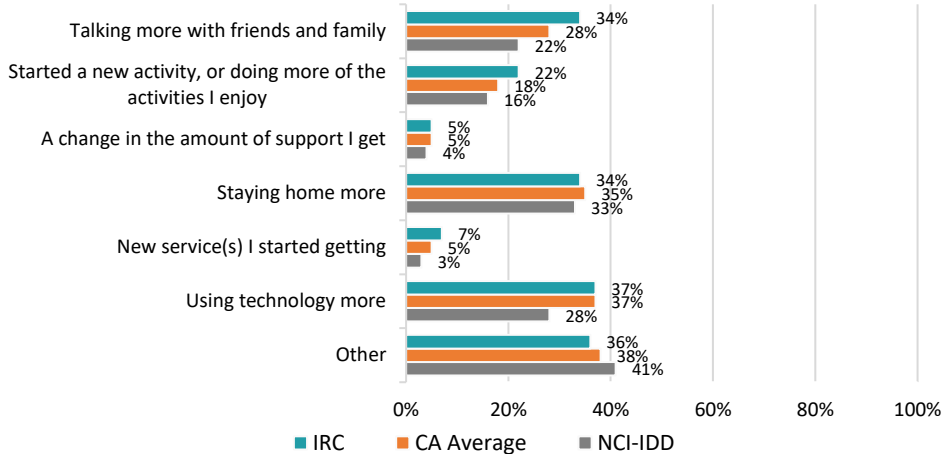 Talking more with friends and family
34%
28%
22%
Started a new activity, or doing more of the
activities I enjoy
22%
18%
16%
A change in the amount of support I get
5%
5%
4%
Staying home more
34%
35%
33%
New service(s) I started getting
7%
5%
3%
Using technology more
37%
37%
28%
Other
36%
38%
41%
0% 20% 40% 60% 80% 100%
IRC CA Average NCI-IDD